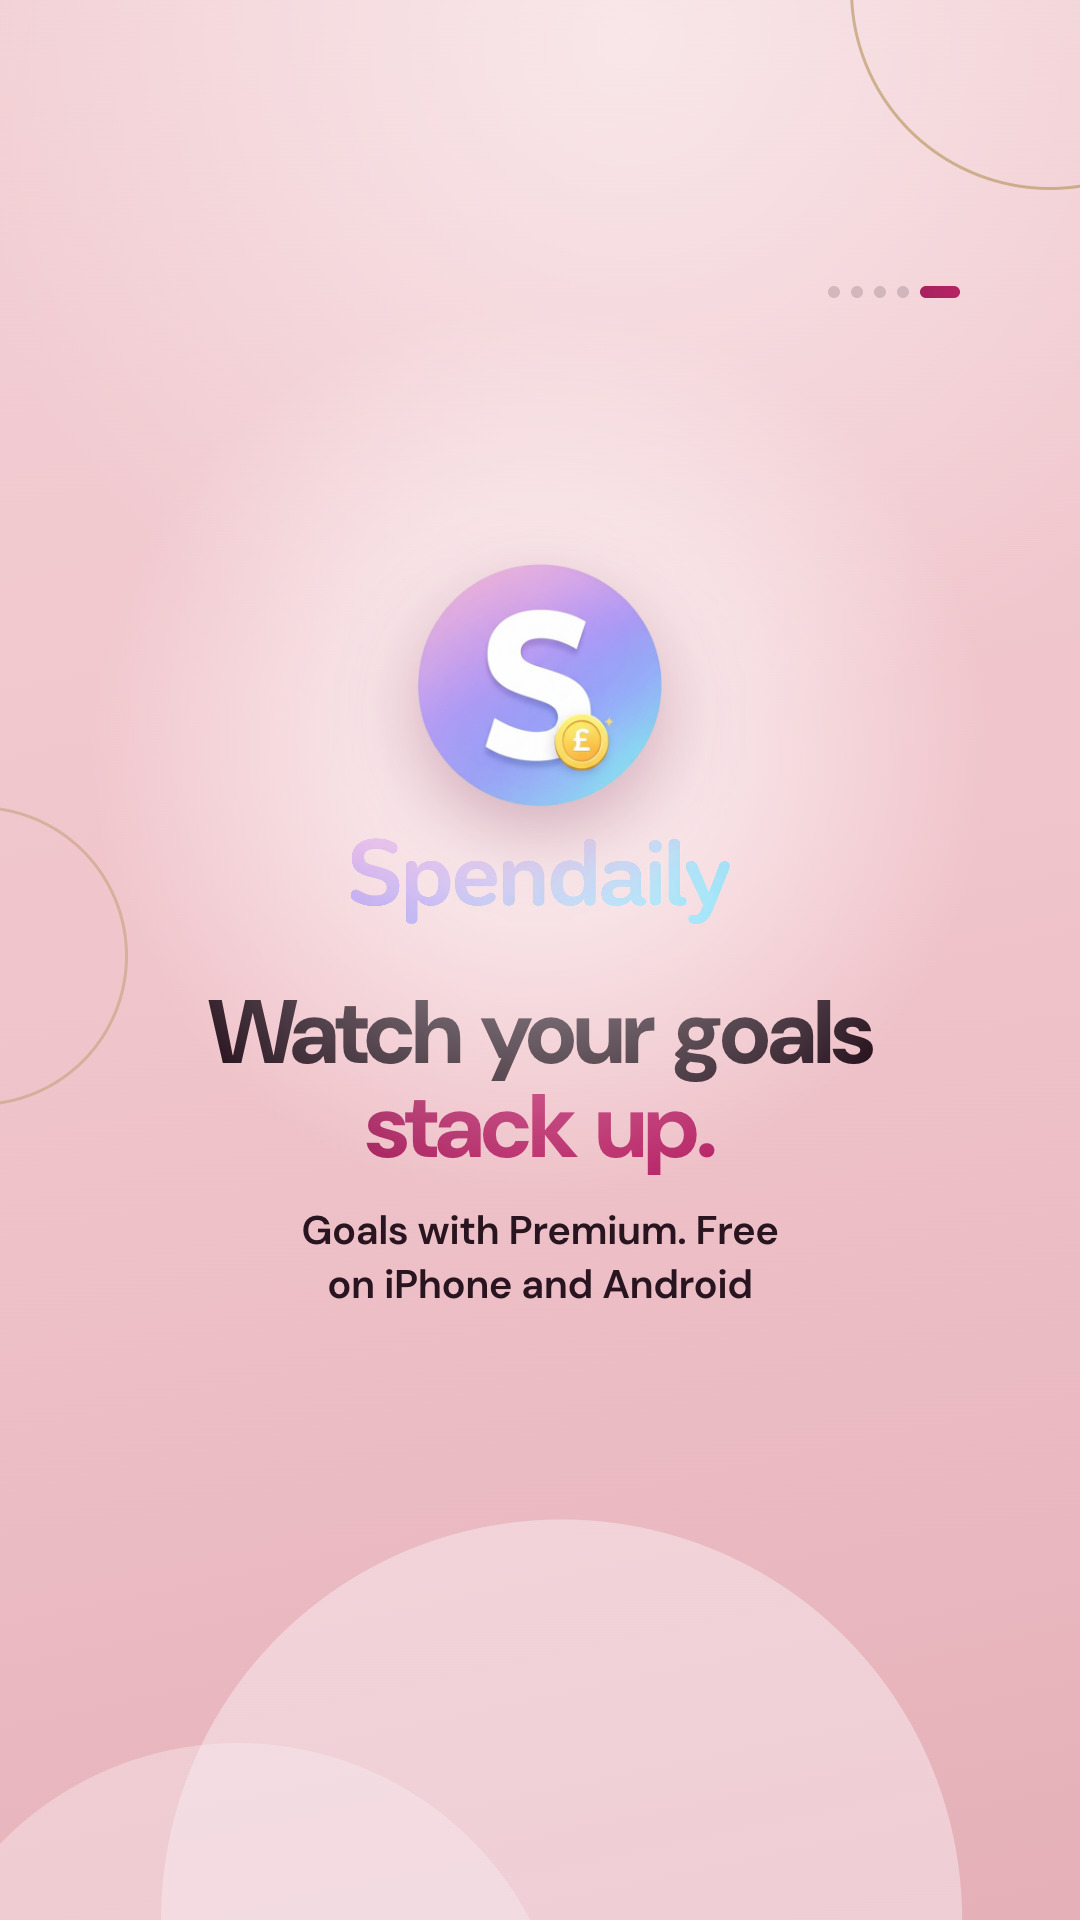 S
£
Spendaily
Watch your goals
stack up.
Goals with Premium. Free
on iPhone and Android